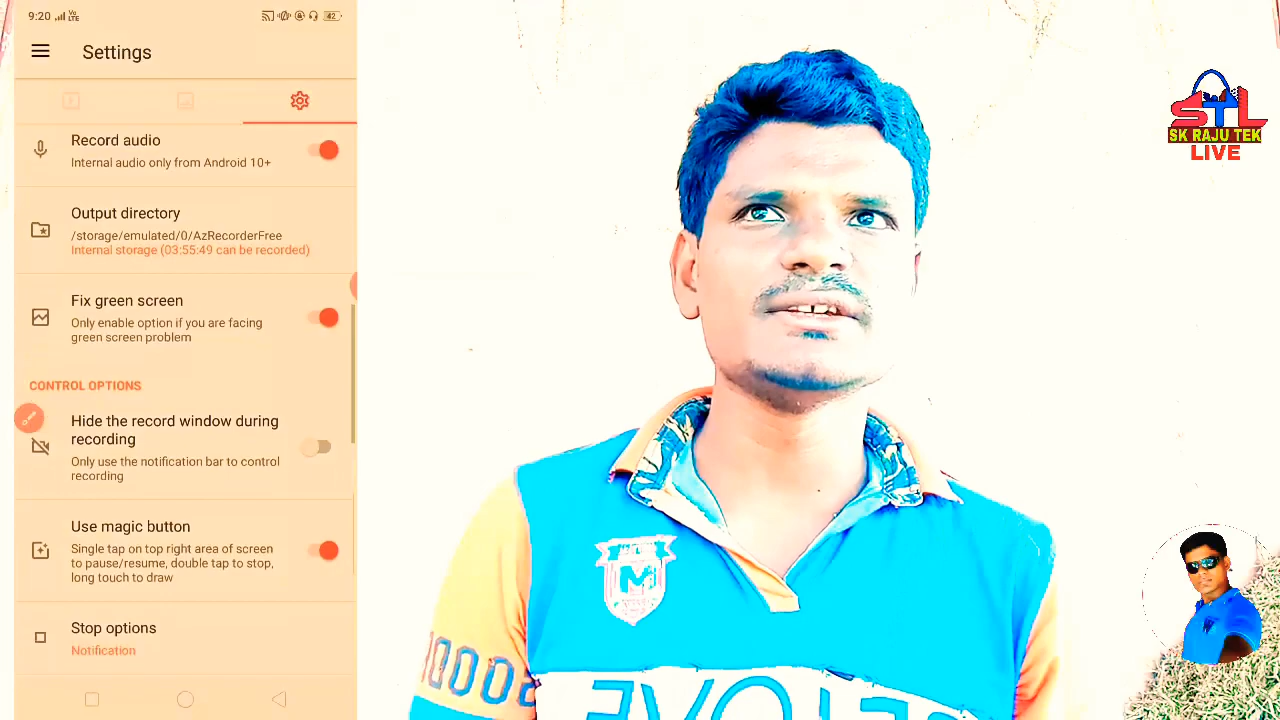 9:20 Vo LTE 42
Settings
Record audio
Internal audio only from Android 10+
Output directory
/storage/emulated/0/AzRecorderFree
Internal storage (03:55:49 can be recorded)
Fix green screen
Only enable option if you are facing
green screen problem
CONTROL OPTIONS
Hide the record window during
recording
Only use the notification bar to control
recording
Use magic button
Single tap on top right area of screen
to pause/resume, double tap to stop,
long touch to draw
Stop options
Notification
STL
SK RAJU TEK
LIVE
M